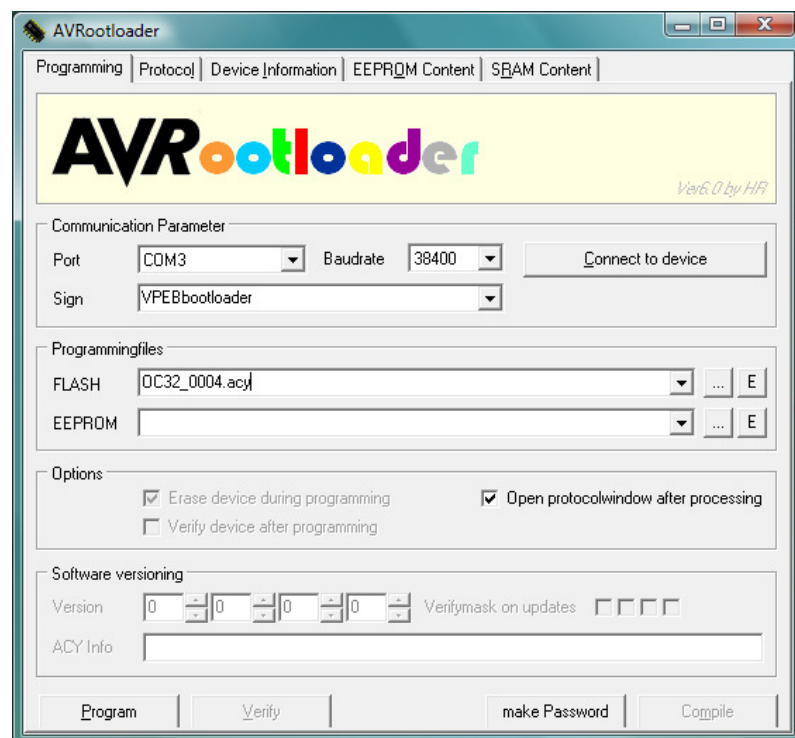 AVRootloader
Programming Protocol Device Information EEPROM Content SRAM Content
AVRootloader
Ver6.0 by HR
Communication Parameter
Port COM3 Baudrate 38400 Connect to device
Sign VPEBbootloader
Programmingfiles
FLASH OC32_0004.acy ... E
EEPROM ... E
Options
Erase device during programming Open protocolwindow after processing
Verify device after programming
Software versioning
Version 0 0 0 0 Verifymask on updates
ACY Info
Program Verify make Password Compile